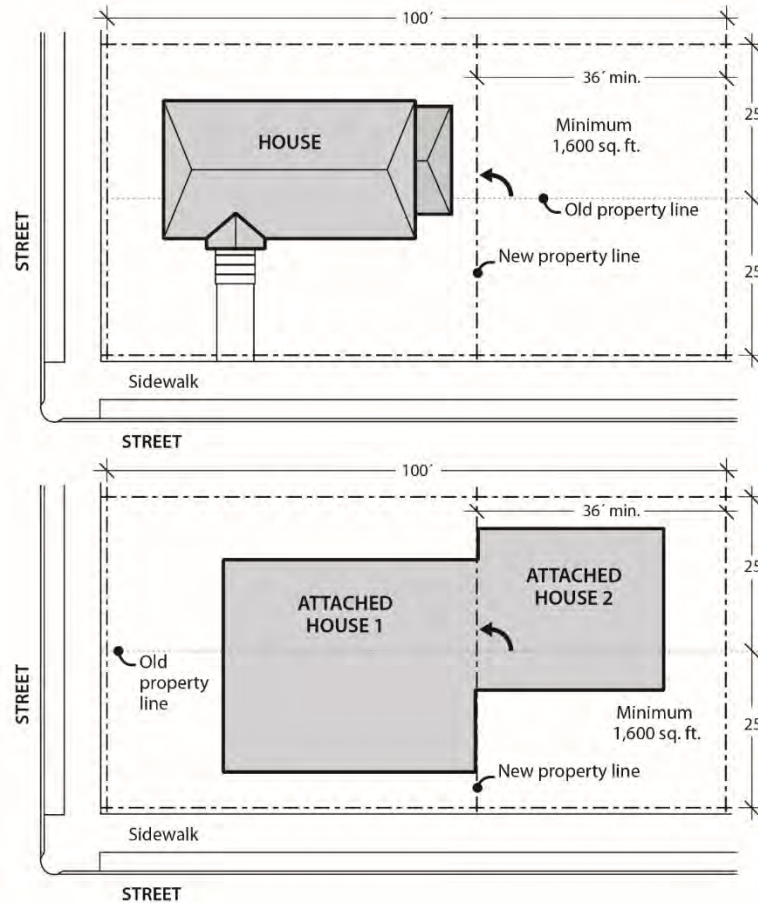 100´
36´ min.
25
HOUSE
Minimum
1,600 sq. ft.
Old property line
STREET
New property line
25
Sidewalk
STREET
100´
36´ min.
25
ATTACHED
HOUSE 1
ATTACHED
HOUSE 2
Old
property
line
STREET
Minimum
1,600 sq. ft.
25
New property line
Sidewalk
STREET